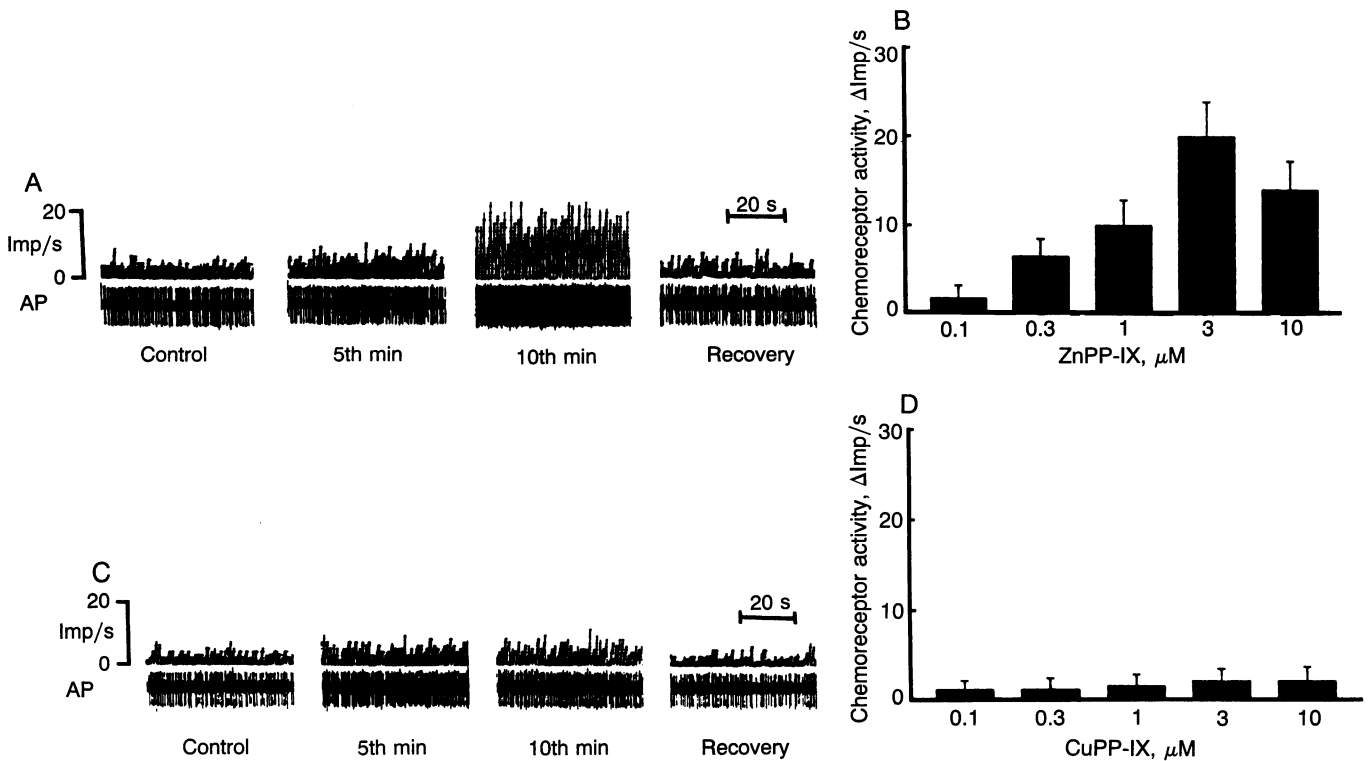 A
20
Imp/s
0
AP
20 s
Control
5th min
10th min
Recovery
B
Chemoreceptor activity, ΔImp/s
30
20
10
0
0.1
0.3
1
3
10
ZnPP-IX, μM
C
20
Imp/s
0
AP
20 s
Control
5th min
10th min
Recovery
D
Chemoreceptor activity, ΔImp/s
30
20
10
0
0.1
0.3
1
3
10
CuPP-IX, μM